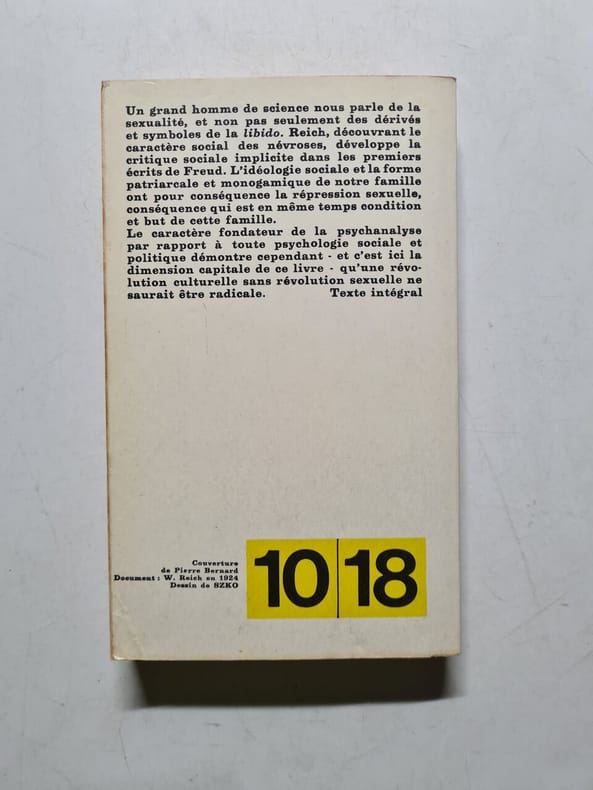 Un grand homme de science nous parle de la
sexualité, et non pas seulement des dérivés
et symboles de la libido. Reich, découvrant le
caractère social des névroses, développe la
critique sociale implicite dans les premiers
écrits de Freud. L'idéologie sociale et la forme
patriarcale et monogamique de notre famille
ont pour conséquence la répression sexuelle,
conséquence qui est en même temps condition
et but de cette famille.
Le caractère fondateur de la psychanalyse
par rapport à toute psychologie sociale et
politique démontre cependant - et c'est ici la
dimension capitale de ce livre - qu'une révo-
lution culturelle sans révolution sexuelle ne
saurait être radicale. Texte intégral
Couverture
de Pierre Bernard
Document : W. Reich en 1924
Dessin de SZKO
10|18